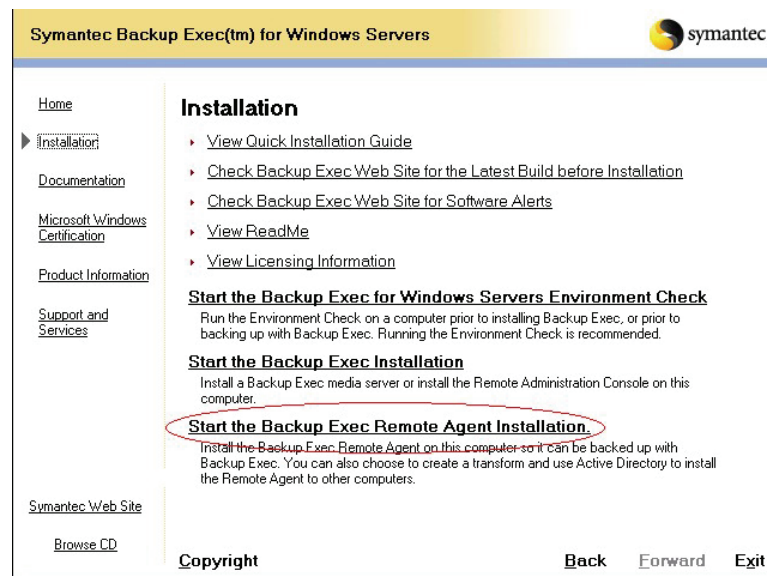 Symantec Backup Exec(tm) for Windows Servers
symantec
Home
Installation
Documentation
Microsoft Windows
Certification
Product Information
Support and
Services
Symantec Web Site
Browse CD
Installation
View Quick Installation Guide
Check Backup Exec Web Site for the Latest Build before Installation
Check Backup Exec Web Site for Software Alerts
View ReadMe
View Licensing Information
Start the Backup Exec for Windows Servers Environment Check
Run the Environment Check on a computer prior to installing Backup Exec, or prior to
backing up with Backup Exec. Running the Environment Check is recommended.
Start the Backup Exec Installation
Install a Backup Exec media server or install the Remote Administration Console on this
computer.
Start the Backup Exec Remote Agent Installation.
Install the Backup Exec Remote Agent on this computer so it can be backed up with
Backup Exec. You can also choose to create a transform and use Active Directory to install
the Remote Agent to other computers.
Copyright
Back
Forward
Exit